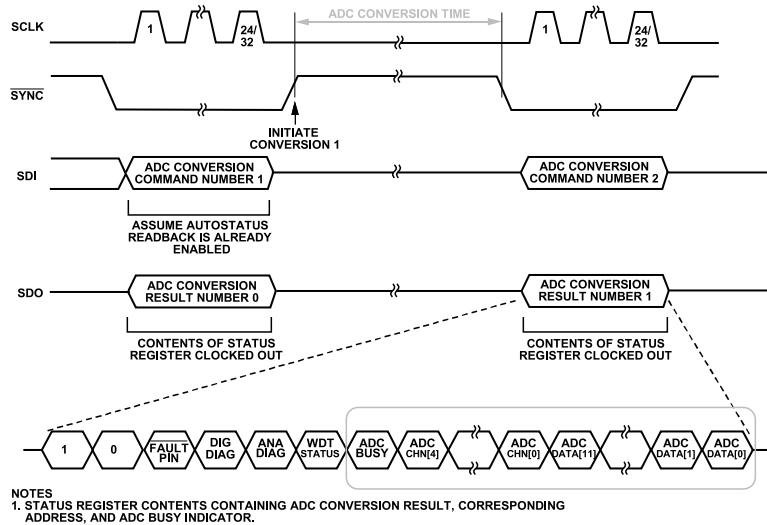 ADC CONVERSION TIME
SCLK
1
24/
32
1
24/
32
SYNC
INITIATE
CONVERSION 1
SDI
ADC CONVERSION
COMMAND NUMBER 1
ADC CONVERSION
COMMAND NUMBER 2
ASSUME AUTOSTATUS
READBACK IS ALREADY
ENABLED
SDO
ADC CONVERSION
RESULT NUMBER 0
ADC CONVERSION
RESULT NUMBER 1
CONTENTS OF STATUS
REGISTER CLOCKED OUT
CONTENTS OF STATUS
REGISTER CLOCKED OUT
1
0
FAULT
PIN
DIG
DIAG
ANA
DIAG
WDT
STATUS
ADC
BUSY
ADC
CHN[4]
ADC
CHN[0]
ADC
DATA[11]
ADC
DATA[1]
ADC
DATA[0]
NOTES
1. STATUS REGISTER CONTENTS CONTAINING ADC CONVERSION RESULT, CORRESPONDING
ADDRESS, AND ADC BUSY INDICATOR.